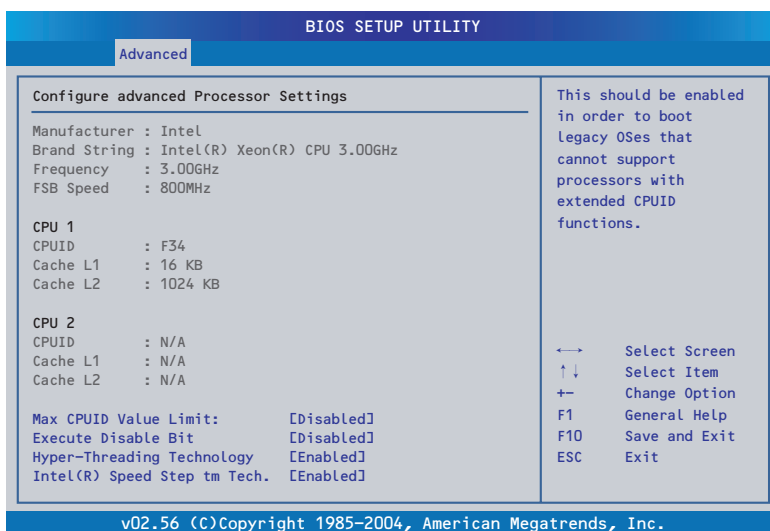 BIOS SETUP UTILITY
Advanced
Configure advanced Processor Settings
Manufacturer : Intel
Brand String : Intel(R) Xeon(R) CPU 3.00GHz
Frequency : 3.00GHz
FSB Speed : 800MHz
CPU 1
CPUID : F34
Cache L1 : 16 KB
Cache L2 : 1024 KB
CPU 2
CPUID : N/A
Cache L1 : N/A
Cache L2 : N/A
Max CPUID Value Limit: [Disabled]
Execute Disable Bit [Disabled]
Hyper-Threading Technology [Enabled]
Intel(R) Speed Step tm Tech. [Enabled]
This should be enabled
in order to boot
legacy OSes that
cannot support
processors with
extended CPUID
functions.
←→ Select Screen
↑↓ Select Item
+- Change Option
F1 General Help
F10 Save and Exit
ESC Exit
v02.56 (C)Copyright 1985-2004, American Megatrends, Inc.